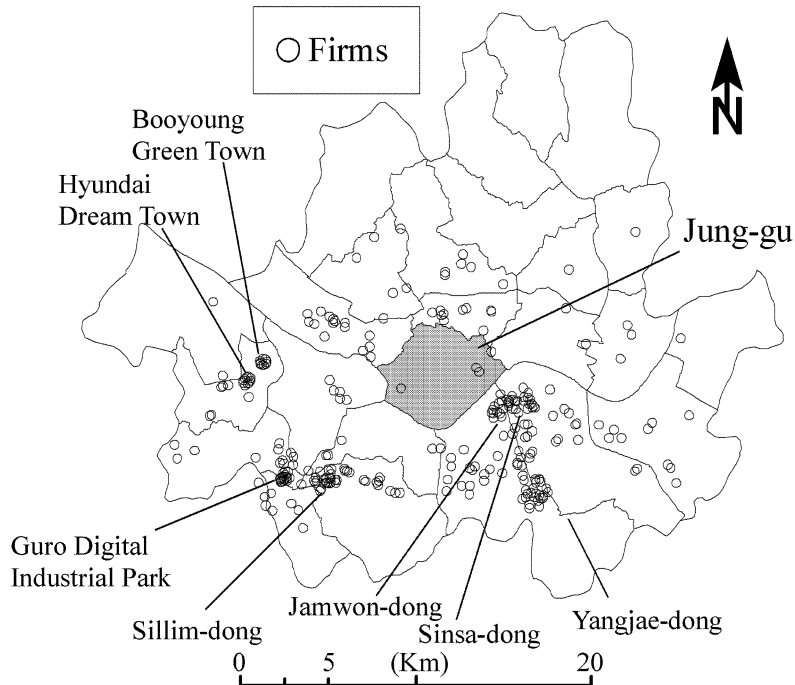 Firms
N
Booyoung
Green Town
Hyundai
Dream Town
Jung-gu
Guro Digital
Industrial Park
Sillim-dong
Jamwon-dong
Sinsa-dong
Yangjae-dong
0 5 (Km) 20